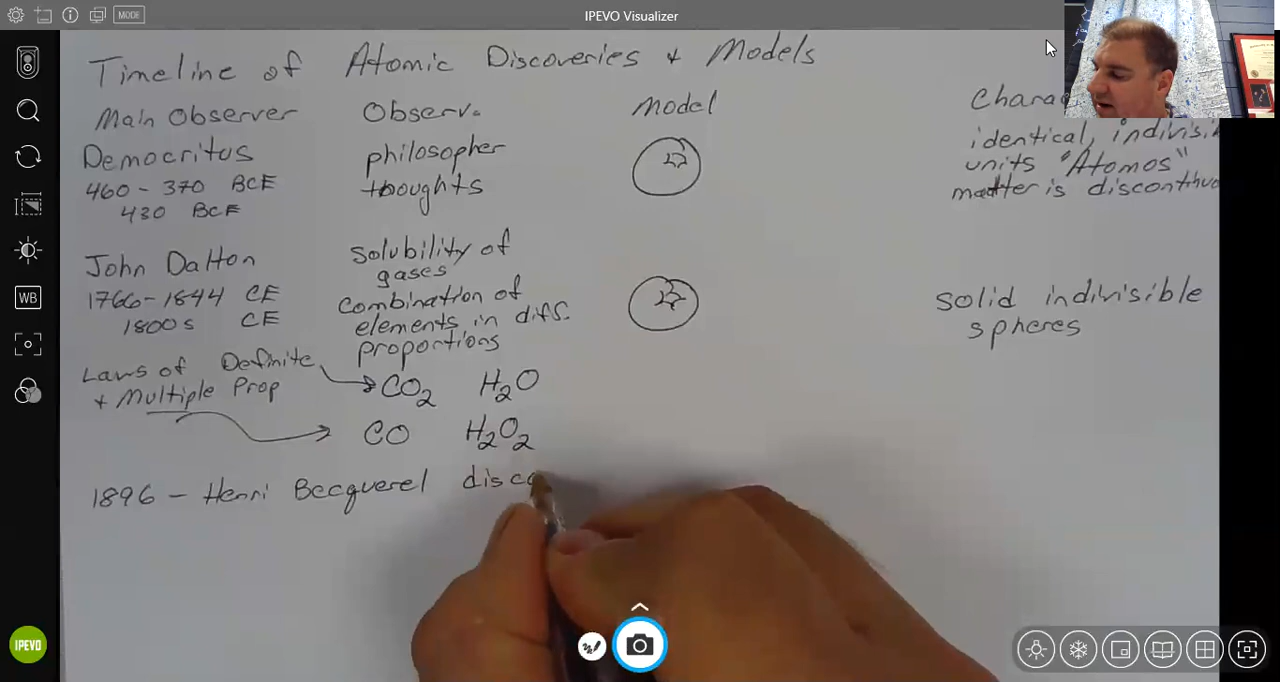 MODE
IPEVO Visualizer
Timeline of Atomic Discoveries + Models
Main Observer
Observ.
Model
Democritus
460 - 370 BCE
430 BCE
philosopher
thoughts
identical,
units "Atomos"
matter is
John Dalton
1766-1844 CE
1800s CE
solubility of
gases
combination of
elements in diff.
proportions
solid indivisible
spheres
Laws of Definite
+ Multiple Prop
CO2 H2O
CO H2O2
1896 - Henri Becquerel
WB
IPEVO